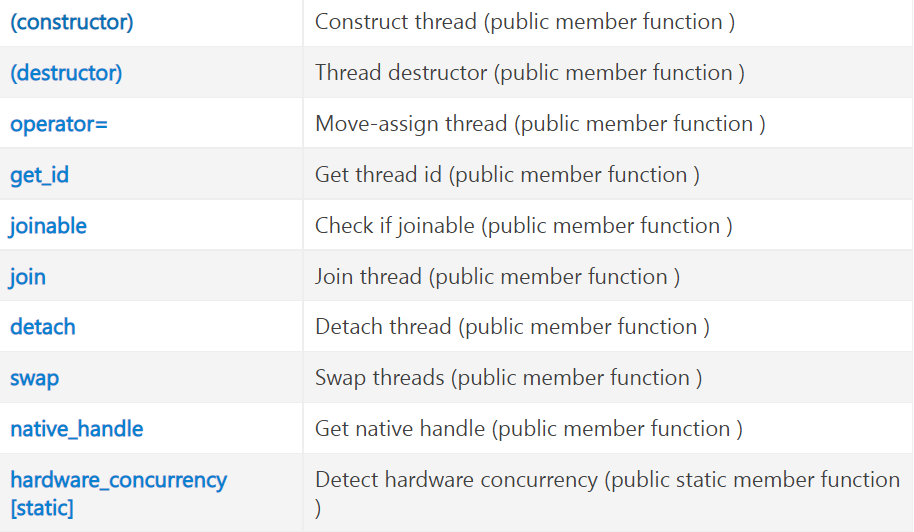 (constructor) Construct thread (public member function )
(destructor) Thread destructor (public member function )
operator= Move-assign thread (public member function )
get_id Get thread id (public member function )
joinable Check if joinable (public member function )
join Join thread (public member function )
detach Detach thread (public member function )
swap Swap threads (public member function )
native_handle Get native handle (public member function )
hardware_concurrency Detect hardware concurrency (public static member function
[static] )